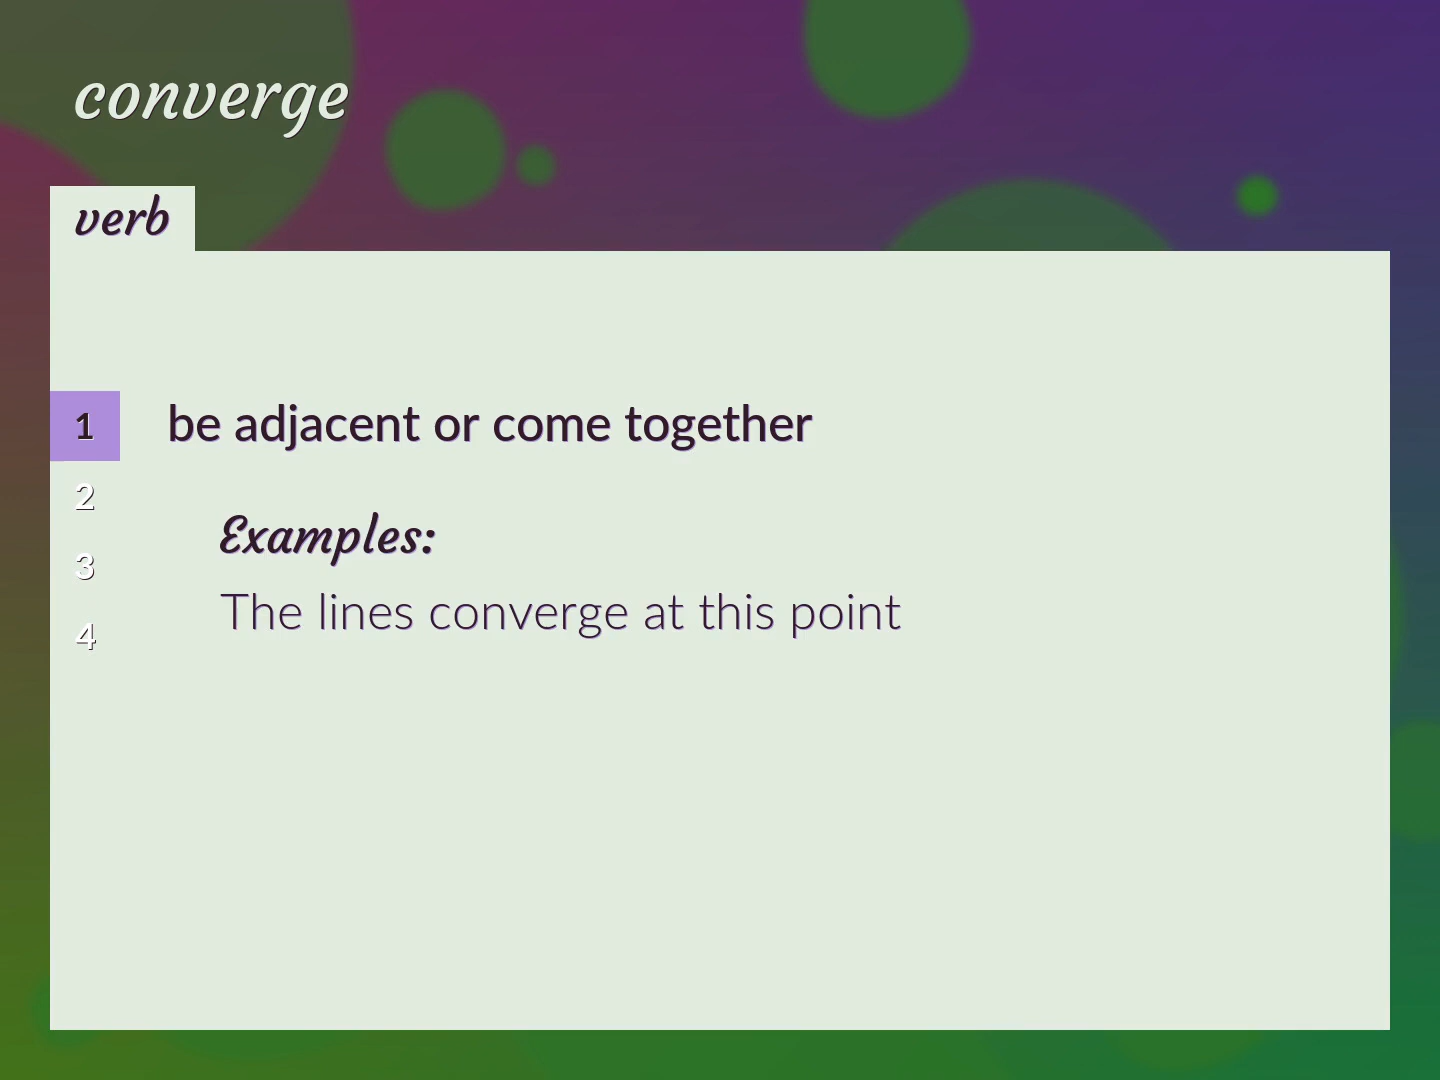 converge
verb
1
be adjacent or come together
2
Examples:
3
The lines converge at this point
4